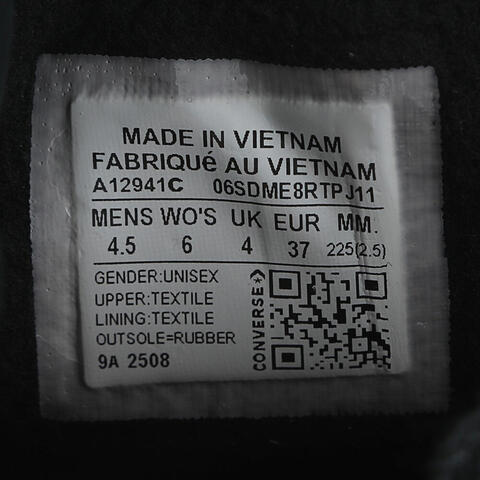 MADE IN VIETNAM
FABRIQUé AU VIETNAM
A12941C 06SDME8RTPJ11
MENS WO'S UK EUR MM.
4.5 6 4 37 225(2.5)
GENDER:UNISEX
UPPER:TEXTILE
LINING:TEXTILE
OUTSOLE=RUBBER
9A 2508
CONVERSE